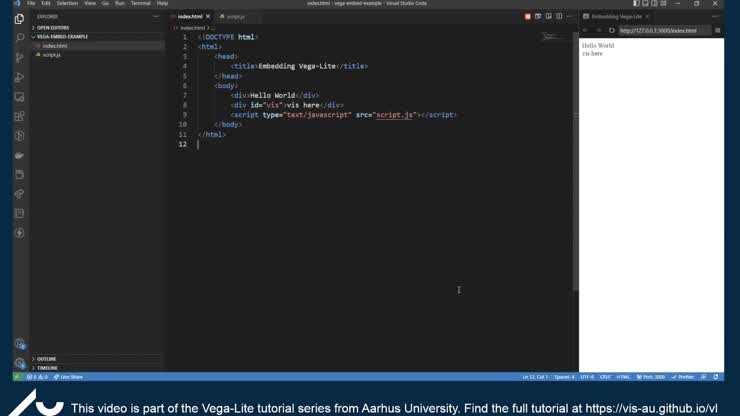 File Edit Selection View Go Run Terminal Help
index.html - vega-embed-example - Visual Studio Code
EXPLORER
OPEN EDITORS
VEGA-EMBED-EXAMPLE
index.html
script.js
OUTLINE
TIMELINE
index.html script.js
index.html > ...
1 <!DOCTYPE html>
2 <html>
3 <head>
4 <title>Embedding Vega-Lite</title>
5 </head>
6 <body>
7 <div>Hello World</div>
8 <div id="vis">vis here</div>
9 <script type="text/javascript" src="script.js"></script>
10 </body>
11 </html>
12
Embedding Vega-Lite
http://127.0.0.1:3000/index.html
Hello World
vis here
0 0 Live Share
Ln 12, Col 1 Spaces: 4 UTF-8 CRLF HTML Port: 3000 Prettier
This video is part of the Vega-Lite tutorial series from Aarhus University. Find the full tutorial at https://vis-au.github.io/vl